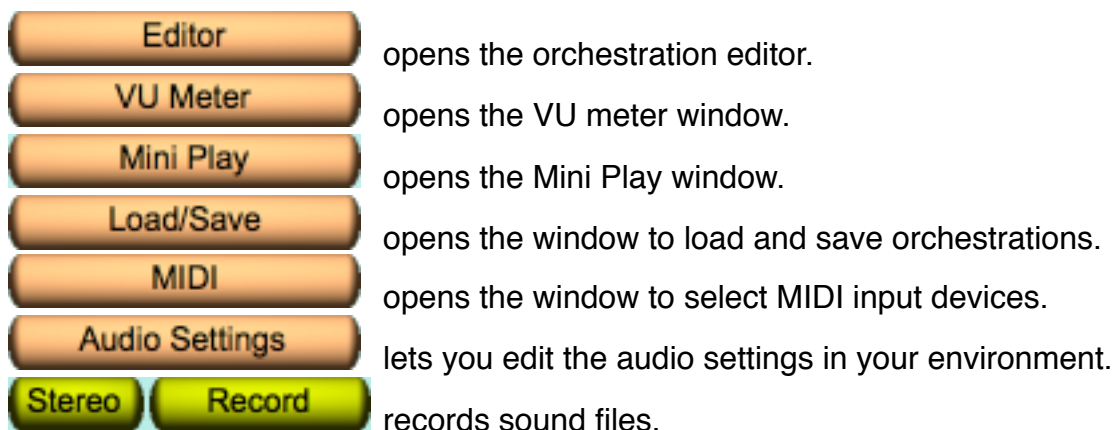 Editor opens the orchestration editor.
VU Meter opens the VU meter window.
Mini Play opens the Mini Play window.
Load/Save opens the window to load and save orchestrations.
MIDI opens the window to select MIDI input devices.
Audio Settings lets you edit the audio settings in your environment.
Stereo Record records sound files.